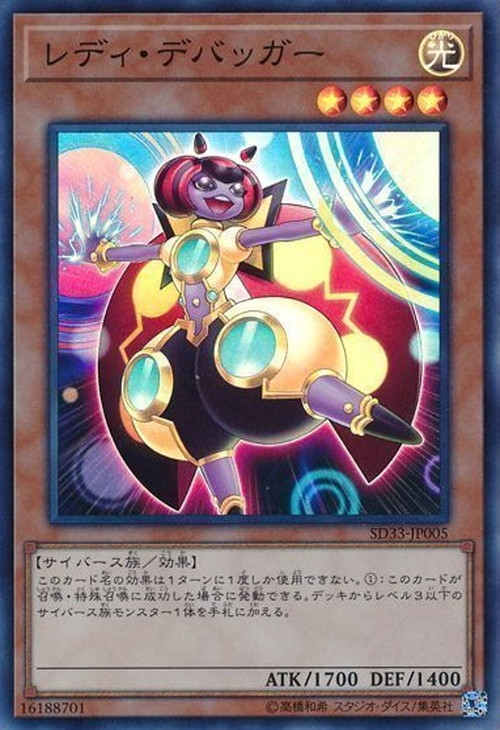 レディ・デバッガー
光
SD33-JP005
【サイバース族/効果】
このカード名の効果は1ターンに1度しか使用できない。①:このカードが
召喚・特殊召喚に成功した場合に発動できる。デッキからレベル3以下の
サイバース族モンスター1体を手札に加える。
ATK/1700 DEF/1400
16188701
©高橋和希 スタジオ・ダイス/集英社